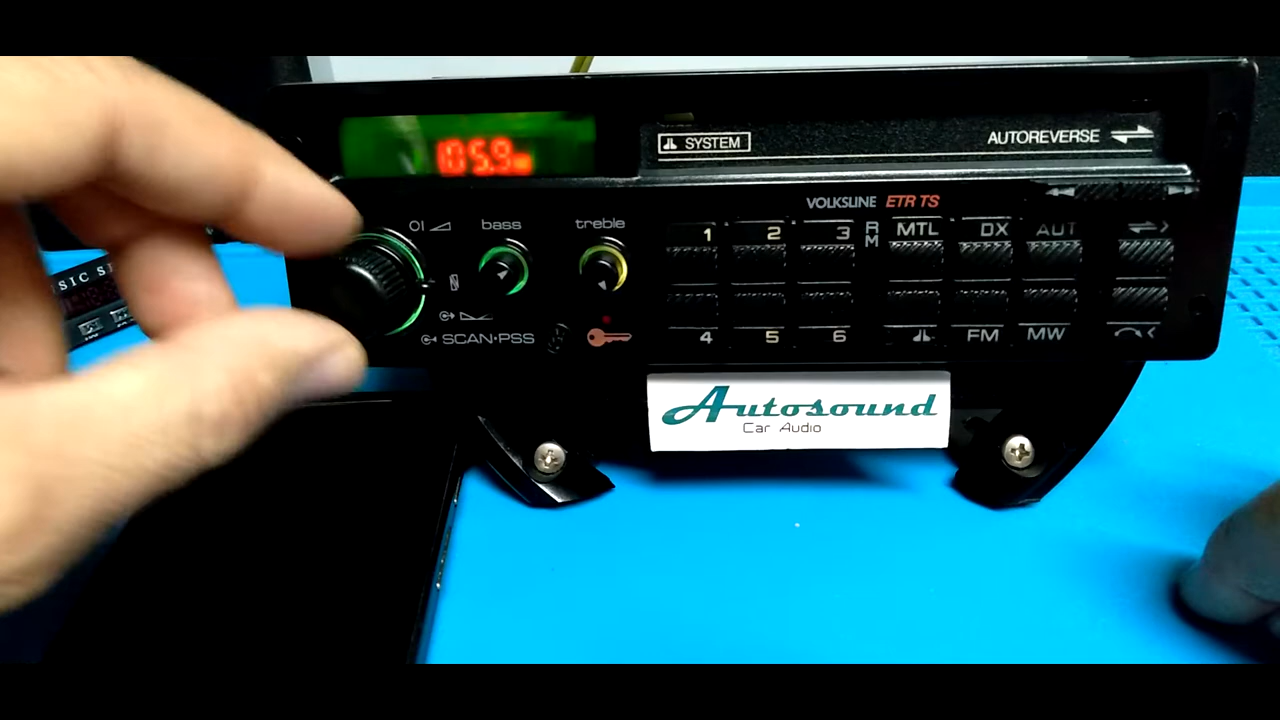 105.9
SYSTEM
AUTOREVERSE
VOLKSLINE ETR TS
bass
treble
1 2 3 RM MTL DX AUT
SCAN•PSS
4 5 6 FM MW
Autosound
Car Audio